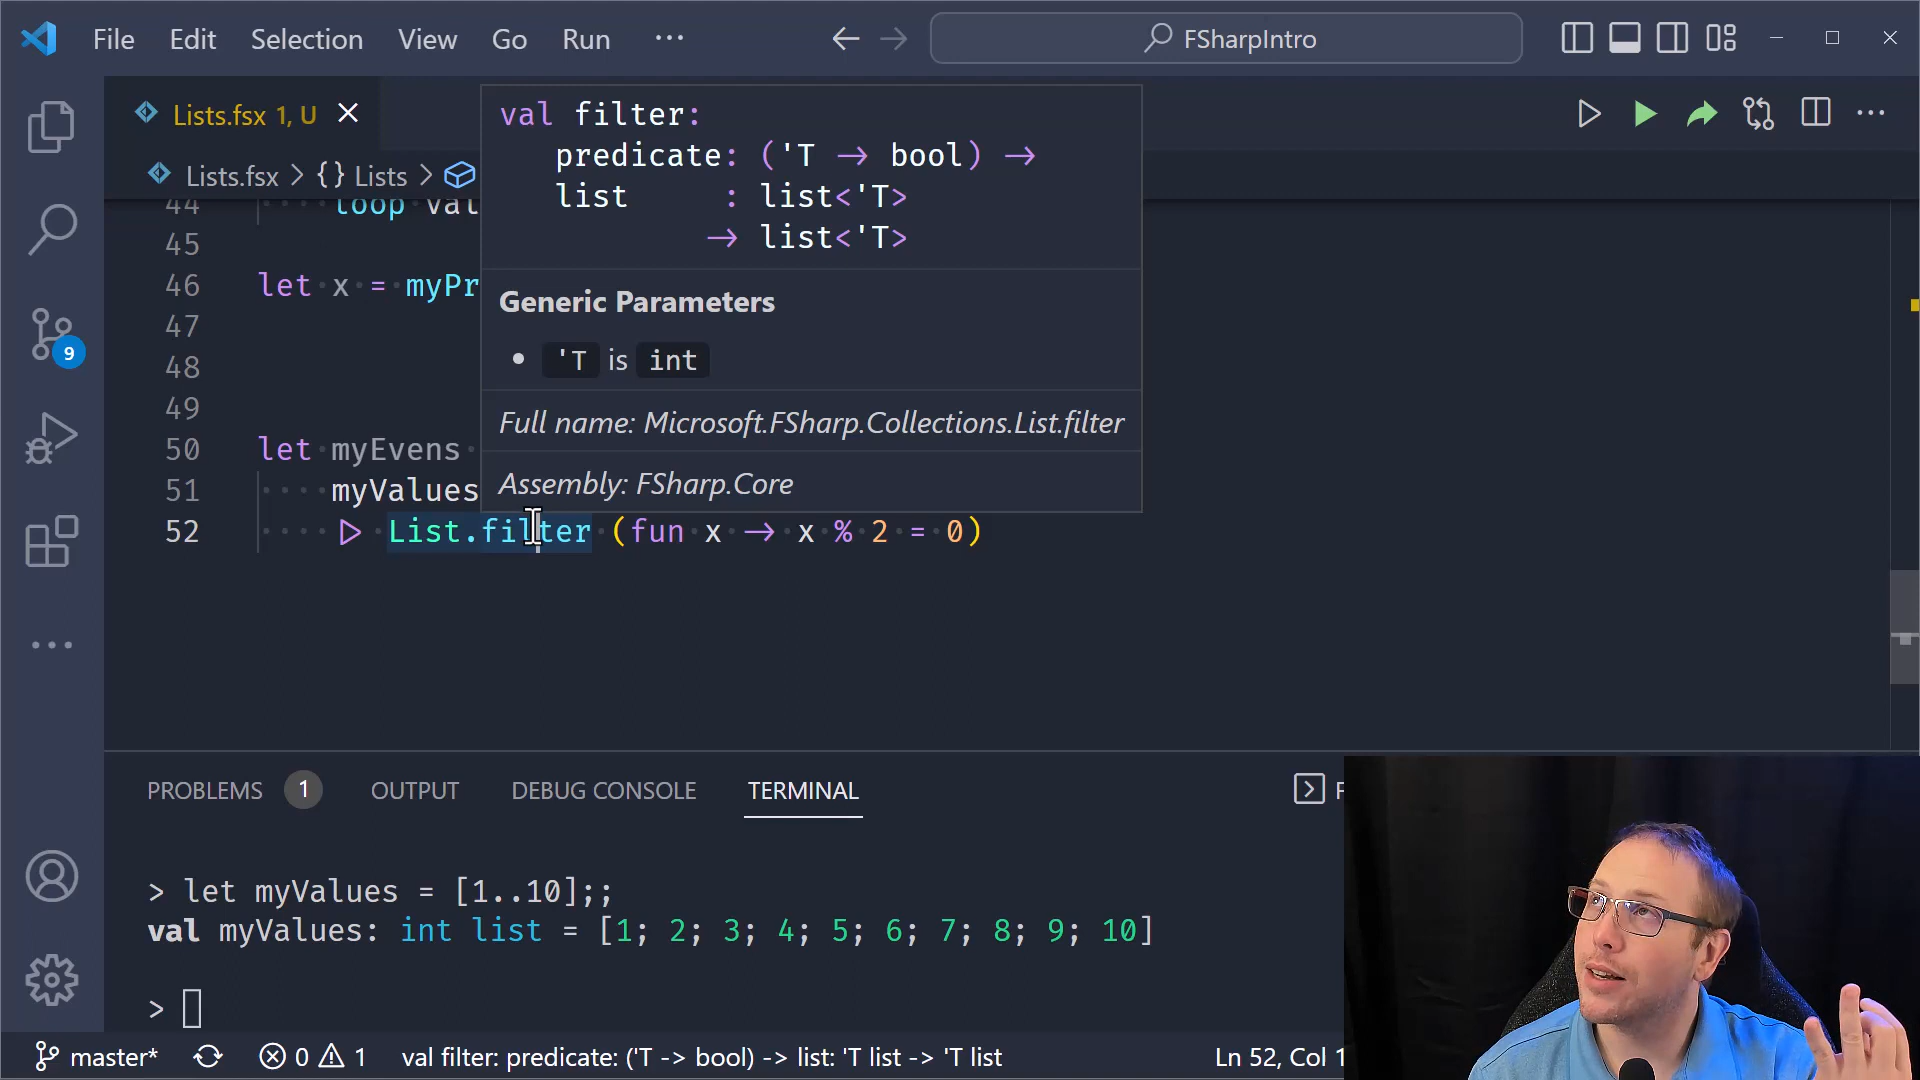 File Edit Selection View Go Run ···
FSharpIntro
Lists.fsx 1, U
Lists.fsx > {} Lists >
val filter:
predicate: ('T → bool) →
list : list<'T>
→ list<'T>
Generic Parameters
• 'T is int
Full name: Microsoft.FSharp.Collections.List.filter
Assembly: FSharp.Core
44 loop val
45
46 let x = myPr
47
48
49
50 let myEvens
51 myValues
52 ▷ List.filter (fun x → x % 2 = 0)
9
PROBLEMS 1 OUTPUT DEBUG CONSOLE TERMINAL
> let myValues = [1..10];;
val myValues: int list = [1; 2; 3; 4; 5; 6; 7; 8; 9; 10]
>
master* 0 1 val filter: predicate: ('T -> bool) -> list: 'T list -> 'T list Ln 52, Col 1